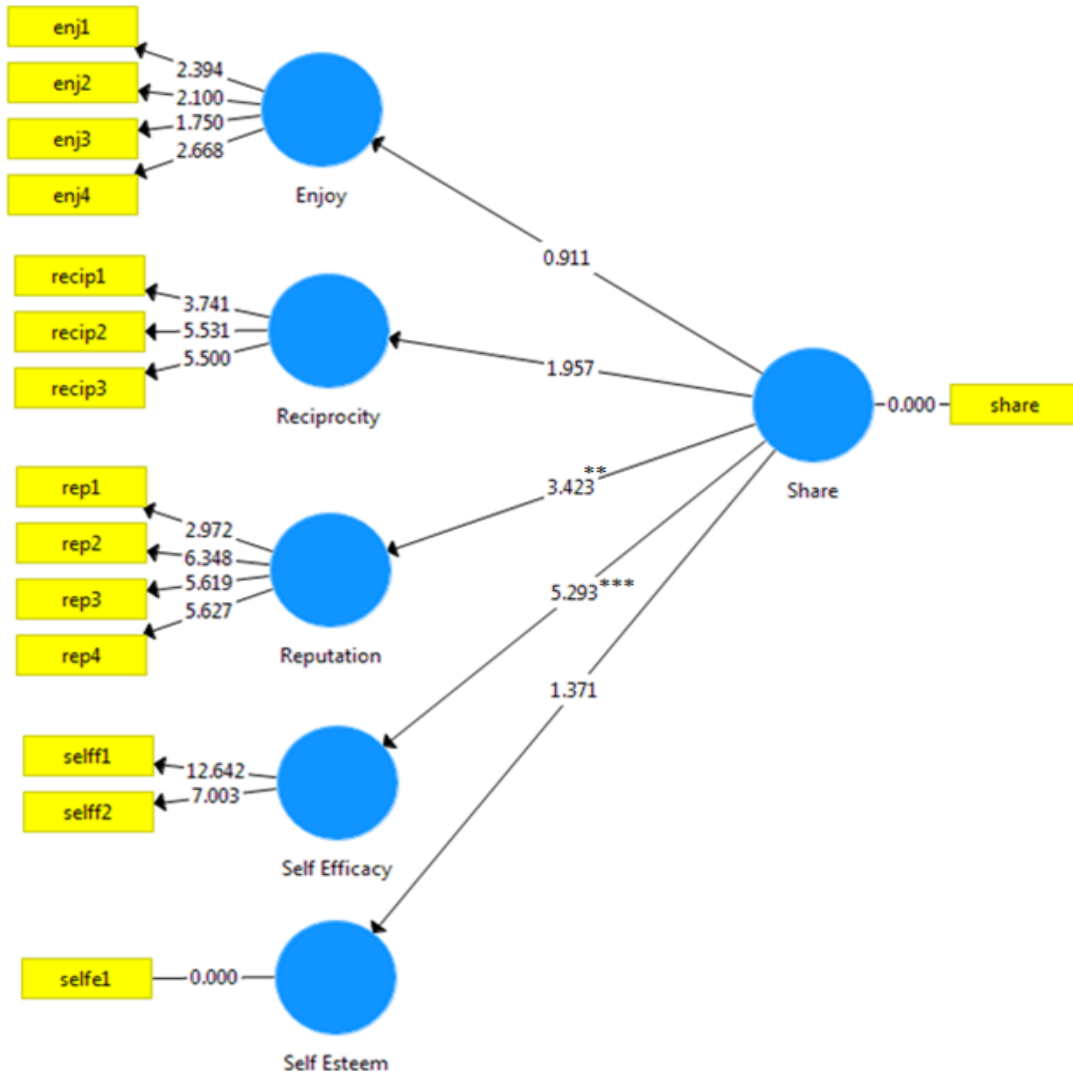 enj1
2.394
enj2
2.100
enj3
1.750
enj4
2.668
Enjoy
0.911
recip1
3.741
recip2
5.531
recip3
5.500
Reciprocity
1.957
rep1
2.972
rep2
6.348
rep3
5.619
rep4
5.627
Reputation
3.423**
Share
0.000
share
selff1
12.642
selff2
7.003
Self Efficacy
5.293***
selfe1
0.000
Self Esteem
1.371